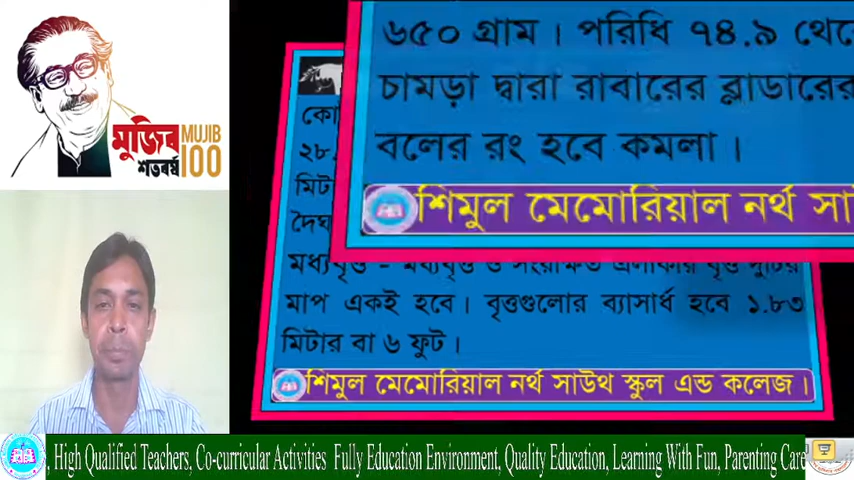 মুজিব
শতবর্ষ
MUJIB
100
৬৫০ গ্রাম। পরিধি ৭৪.৯ থেকে
চামড়া দ্বারা রাবারের ব্লাডারের
বলের রং হবে কমলা।
শিমুল মেমোরিয়াল নর্থ
কো
২৮.
মিট
দৈঘ
মধ্যবৃত্ত - মধ্যবৃত্ত ও সংরক্ষিত এলাকার বৃত্ত দুটির
মাপ একই হবে। বৃত্তগুলোর ব্যাসার্ধ হবে ১.৮৩
মিটার বা ৬ ফুট।
শিমুল মেমোরিয়াল নর্থ সাউথ স্কুল এন্ড কলেজ।
, High Qualified Teachers, Co-curricular Activities Fully Education Environment, Quality Education, Learning With Fun, Parenting Care